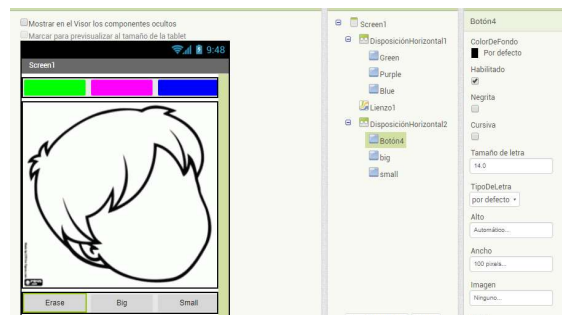 Mostrar en el Visor los componentes ocultos
Marcar para previsualizar al tamaño de la tablet
9:48
Screen1
Erase
Big
Small
Screen1
DisposiciónHorizontal1
Green
Purple
Blue
Lienzo1
DisposiciónHorizontal2
Botón4
big
small
Botón4
ColorDeFondo
Por defecto
Habilitado
Negrita
Cursiva
Tamaño de letra
14.0
TipoDeLetra
por defecto
Alto
Automático...
Ancho
100 pixels...
Imagen
Ninguno...